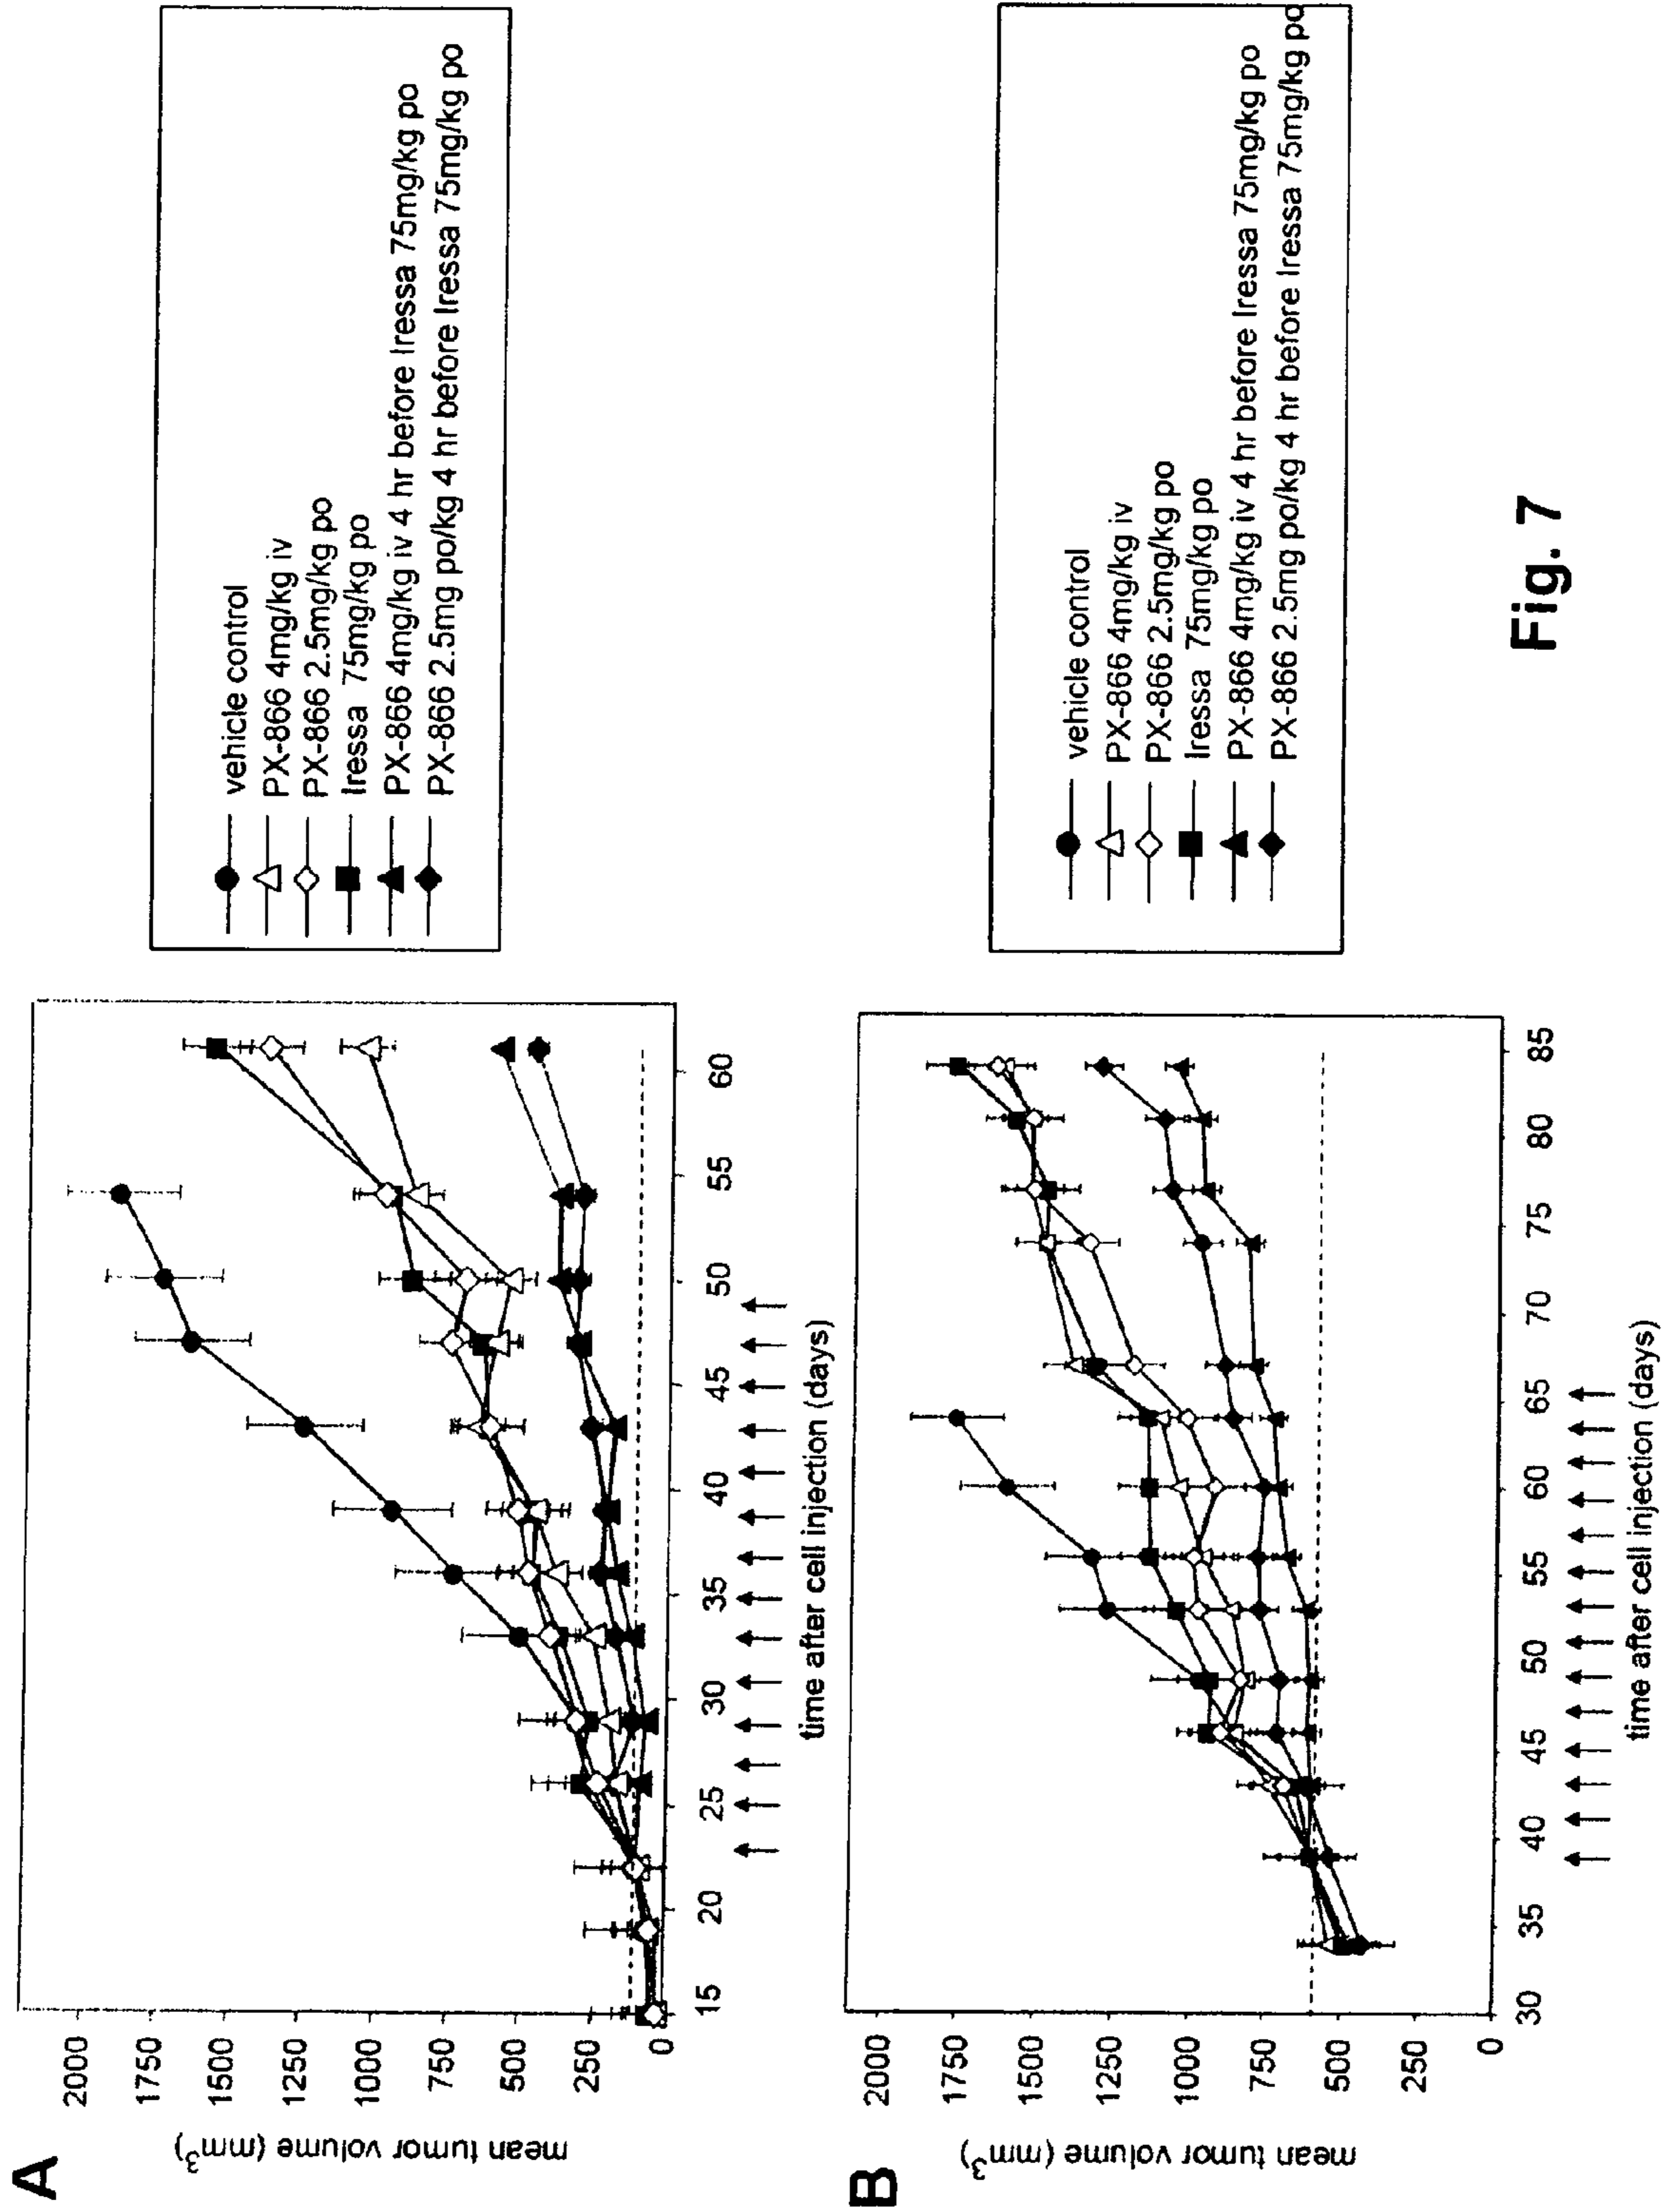 A
mean tumor volume (mm³)
2000
1750
1500
1250
1000
750
500
250
0
15
20
25
30
35
40
45
50
55
60
time after cell injection (days)
vehicle control
PX-866 4mg/kg iv
PX-866 2.5mg/kg po
Iressa 75mg/kg po
PX-866 4mg/kg iv 4 hr before Iressa 75mg/kg po
PX-866 2.5mg po/kg 4 hr before Iressa 75mg/kg po
B
mean tumor volume (mm³)
2000
1750
1500
1250
1000
750
500
250
0
30
35
40
45
50
55
60
65
70
75
80
85
time after cell injection (days)
vehicle control
PX-866 4mg/kg iv
PX-866 2.5mg/kg po
Iressa 75mg/kg po
PX-866 4mg/kg iv 4 hr before Iressa 75mg/kg po
PX-866 2.5mg po/kg 4 hr before Iressa 75mg/kg po
Fig. 7